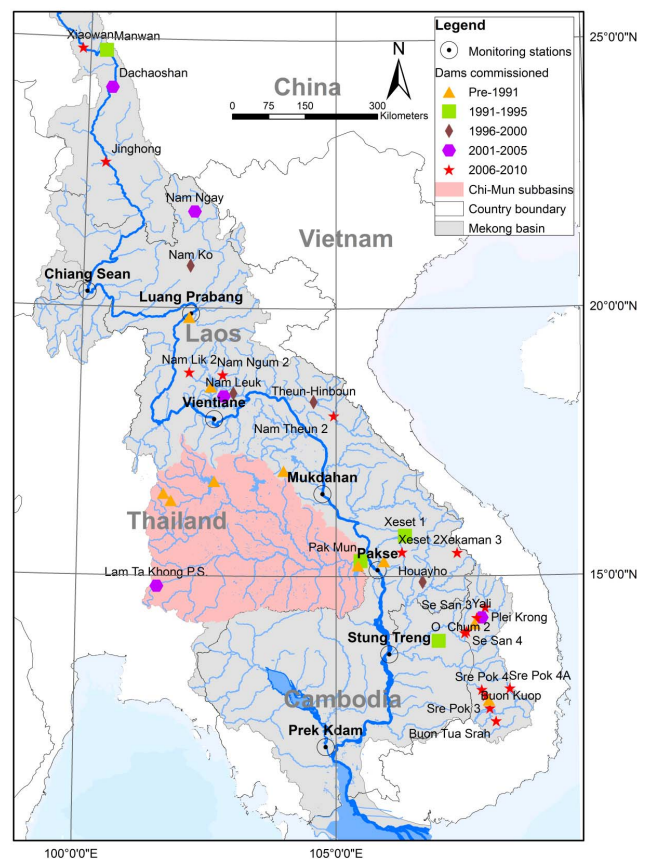 Xiaowan
Manwan
25°0'0"N
Legend
Monitoring stations
Dams commissioned
Pre-1991
1991-1995
1996-2000
2001-2005
2006-2010
Chi-Mun subbasins
Country boundary
Mekong basin
N
0 75 150 300
Kilometers
China
Dachaoshan
Jinghong
Nam Ngay
Vietnam
Nam Ko
Chiang Sean
Luang Prabang
20°0'0"N
Laos
Nam Lik 2
Nam Ngum 2
Nam Leuk
Theun-Hinboun
Vientiane
Nam Theun 2
Mukdahan
Thailand
Xeset 1
Xeset 2
Xekaman 3
Pak Mun
Pakse
15°0'0"N
Houayho
Lam Ta Khong P.S.
Se San 3
Yali
Plei Krong
O Chum 2
Se San 4
Stung Treng
Sre Pok 4
Sre Pok 4A
Buon Kuop
Cambodia
Sre Pok 3
Prek Kdam
Buon Tua Srah
100°0'0"E
105°0'0"E